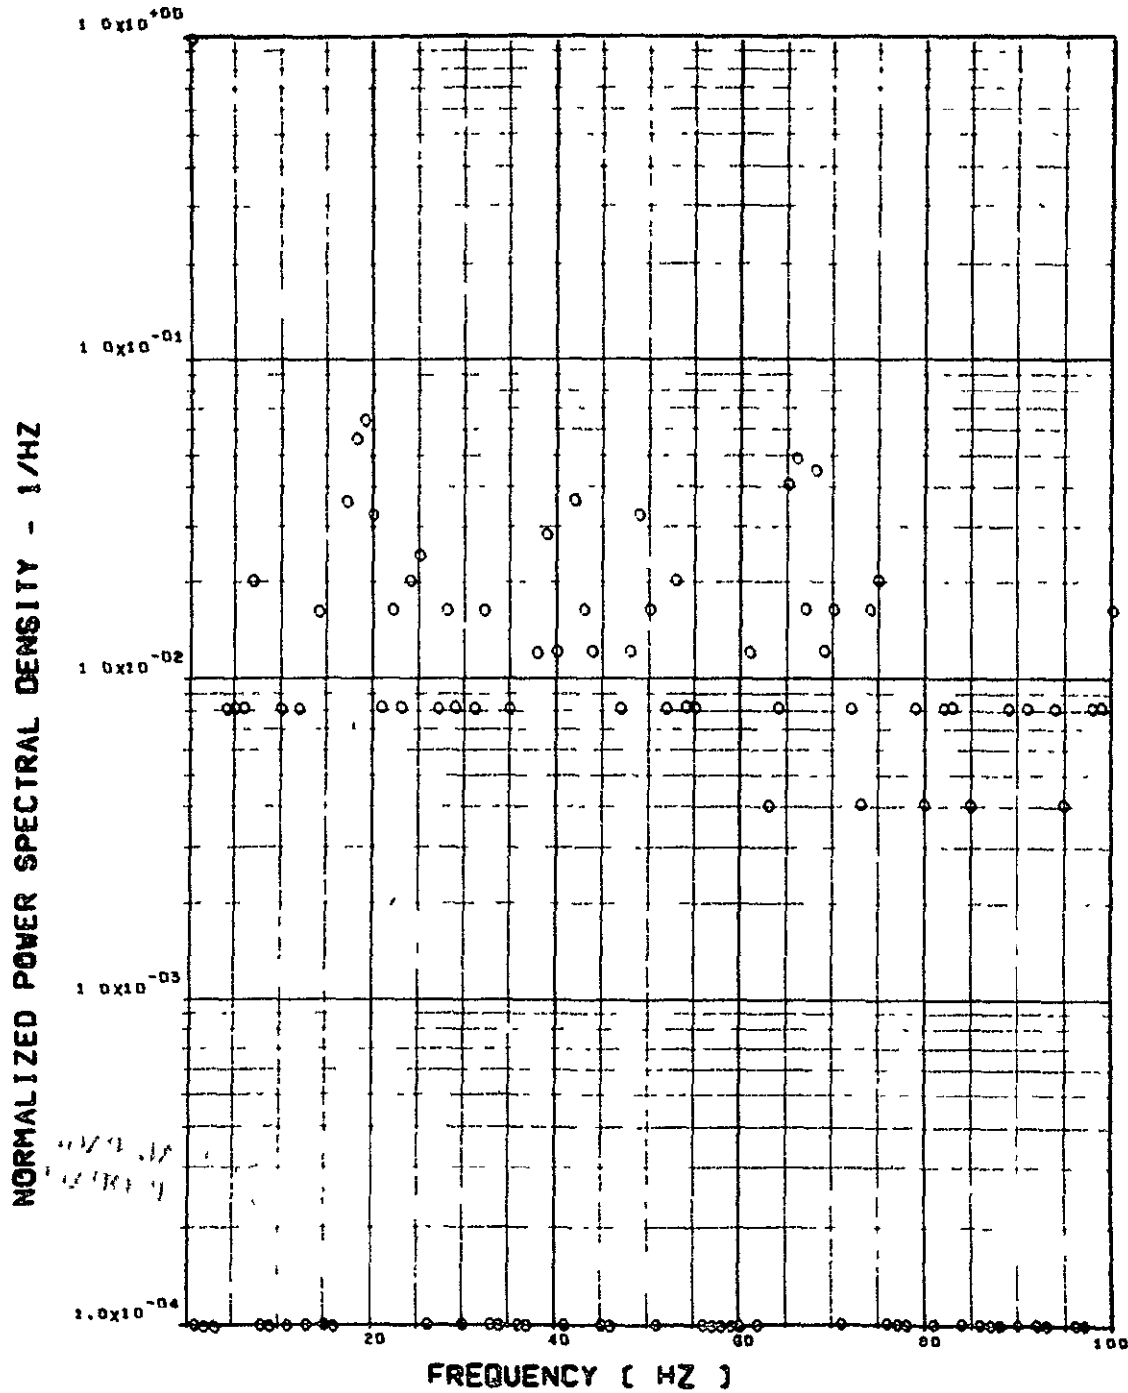 1 0x10+00
1 0x10-01
1 0x10-02
1 0x10-03
1.0x10-04
NORMALIZED POWER SPECTRAL DENSITY - 1/HZ
20 40 60 80 100
FREQUENCY [ HZ ]